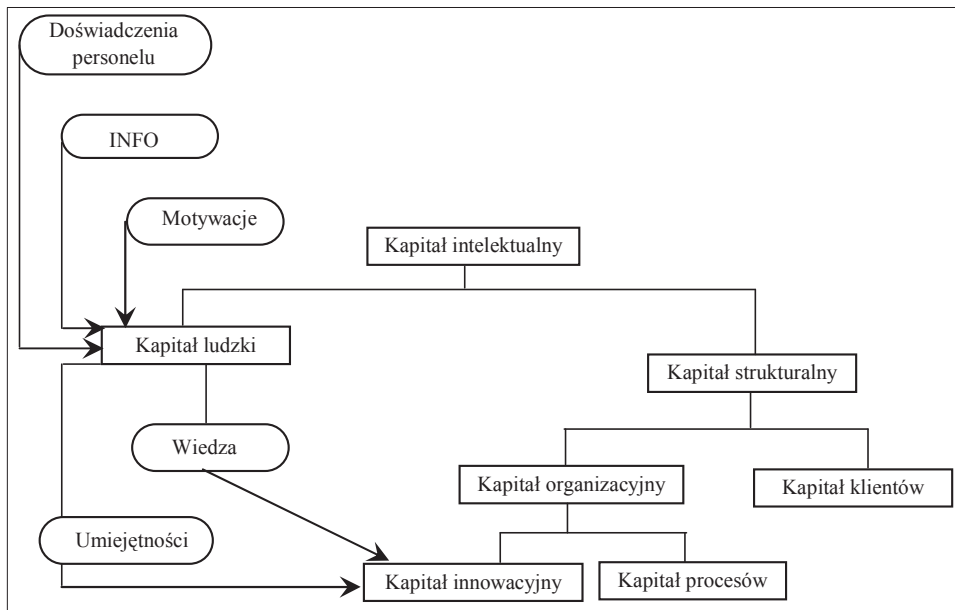 Doświadczenia
personelu
INFO
Motywacje
Kapitał intelektualny
Kapitał ludzki
Kapitał strukturalny
Wiedza
Kapitał organizacyjny
Kapitał klientów
Umiejętności
Kapitał innowacyjny
Kapitał procesów